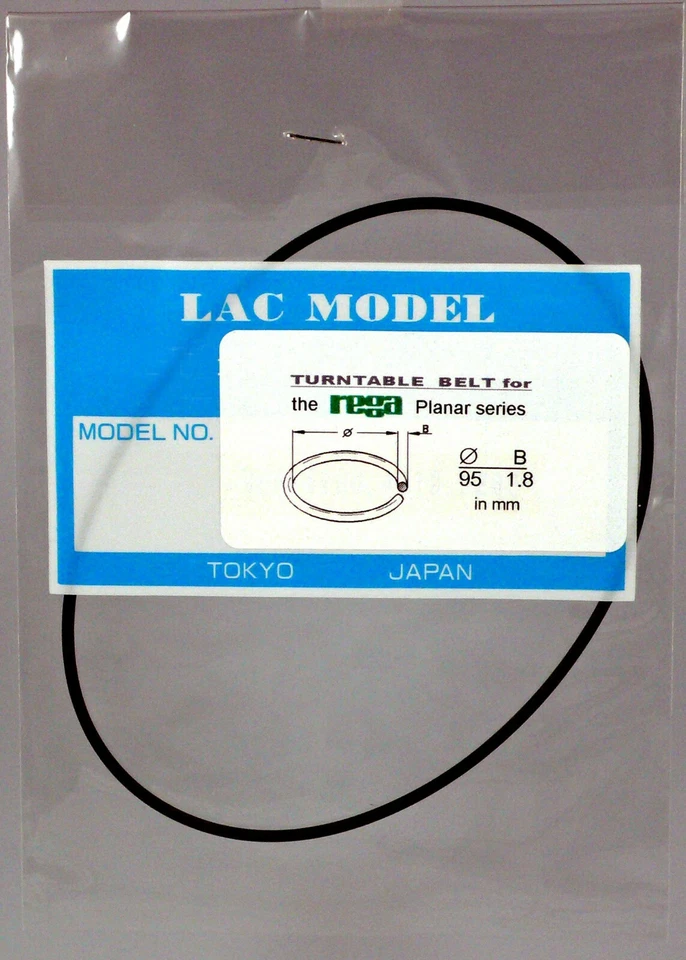 LAC MODEL
TURNTABLE BELT for
the rega Planar series
MODEL NO.
Ø B
Ø B
95 1.8
in mm
TOKYO JAPAN